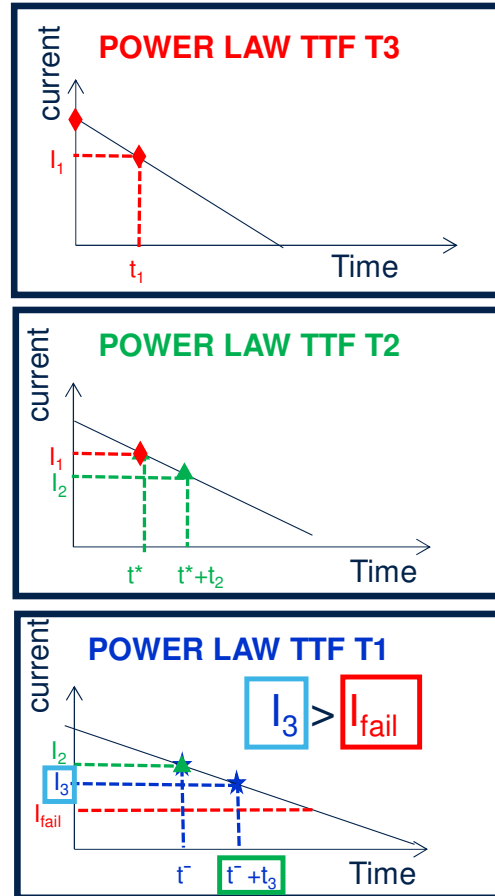 POWER LAW TTF T3
current
I₁
t₁
Time
POWER LAW TTF T2
current
I₁
I₂
t*
t*+t₂
Time
POWER LAW TTF T1
current
I₃ > Ifail
I₂
I₃
Ifail
t⁻
t⁻+t₃
Time